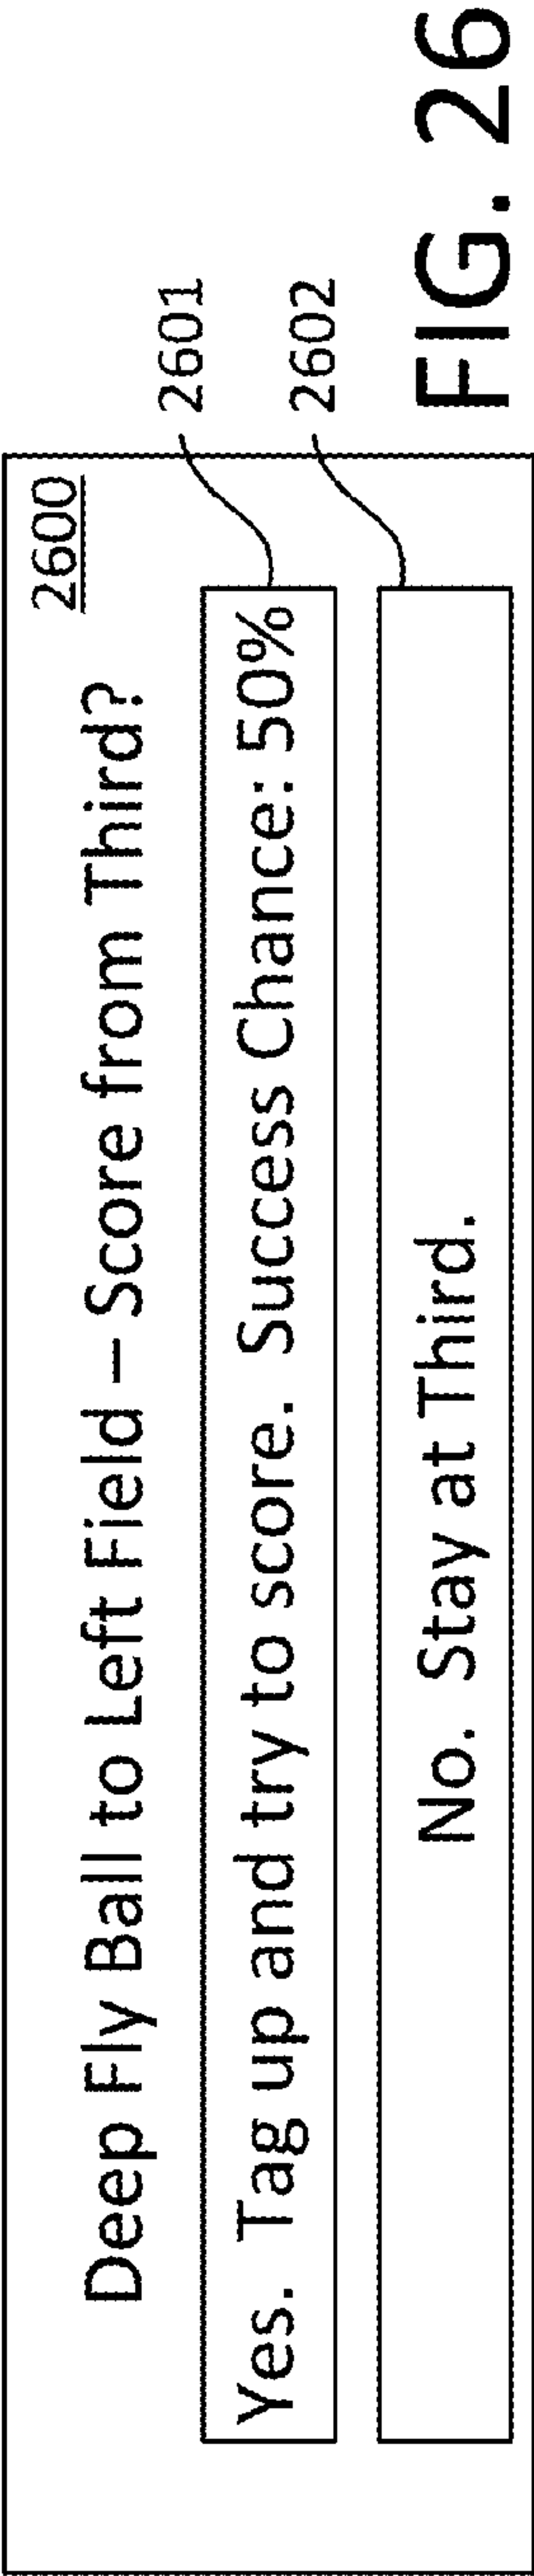 2600
Deep Fly Ball to Left Field – Score from Third?
Yes. Tag up and try to score. Success Chance: 50%
2601
No. Stay at Third.
2602
FIG. 26